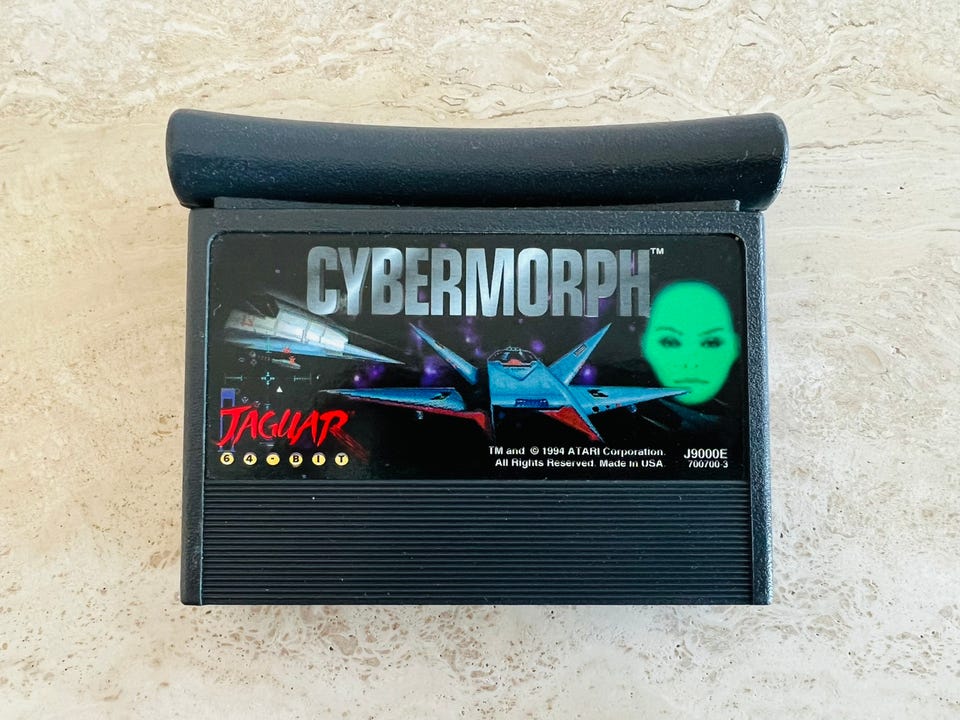 CYBERMORPH™
JAGUAR
64-BIT
TM and © 1994 ATARI Corporation.
All Rights Reserved. Made in USA.
J9000E
700700-3